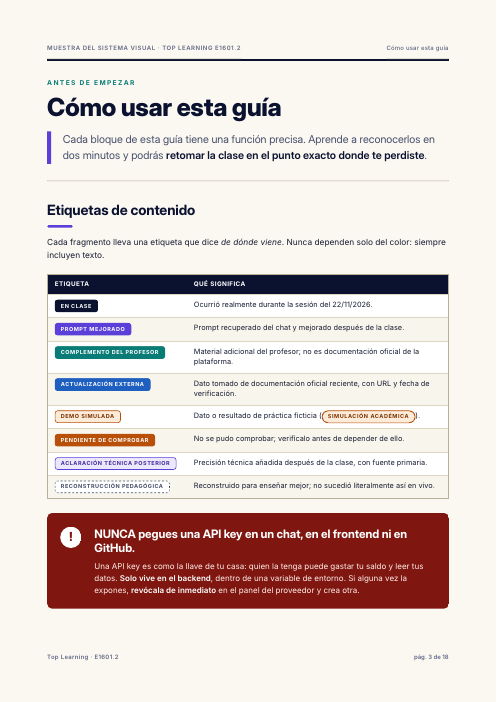 MUESTRA DEL SISTEMA VISUAL · TOP LEARNING E1601.2
Cómo usar esta guía
ANTES DE EMPEZAR
Cómo usar esta guía
Cada bloque de esta guía tiene una función precisa. Aprende a reconocerlos en
dos minutos y podrás retomar la clase en el punto exacto donde te perdiste.
Etiquetas de contenido
Cada fragmento lleva una etiqueta que dice de dónde viene. Nunca dependen solo del color: siempre
incluyen texto.
ETIQUETA QUÉ SIGNIFICA
EN CLASE Ocurrió realmente durante la sesión del 22/11/2026.
PROMPT MEJORADO Prompt recuperado del chat y mejorado después de la clase.
COMPLEMENTO DEL PROFESOR Material adicional del profesor; no es documentación oficial de la
plataforma.
ACTUALIZACIÓN EXTERNA Dato tomado de documentación oficial reciente, con URL y fecha de
verificación.
DEMO SIMULADA Dato o resultado de práctica ficticia (SIMULACIÓN ACADÉMICA).
PENDIENTE DE COMPROBAR No se pudo comprobar; verifícalo antes de depender de ello.
ACLARACIÓN TÉCNICA POSTERIOR Precisión técnica añadida después de la clase, con fuente primaria.
RECONSTRUCCIÓN PEDAGÓGICA Reconstruido para enseñar mejor; no sucedió literalmente así en vivo.
!
NUNCA pegues una API key en un chat, en el frontend ni en
GitHub.
Una API key es como la llave de tu casa: quien la tenga puede gastar tu saldo y leer tus
datos. Solo vive en el backend, dentro de una variable de entorno. Si alguna vez la
expones, revócala de inmediato en el panel del proveedor y crea otra.
Top Learning · E1601.2
pág. 3 de 18